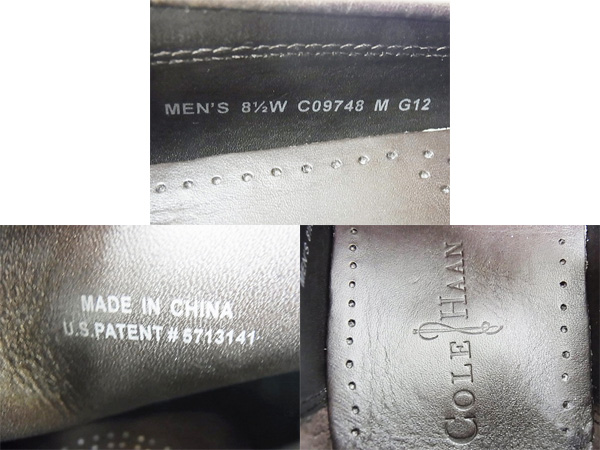 MEN'S 8½W C09748 M G12
MADE IN CHINA
U.S. PATENT # 5713141
COLE HAAN